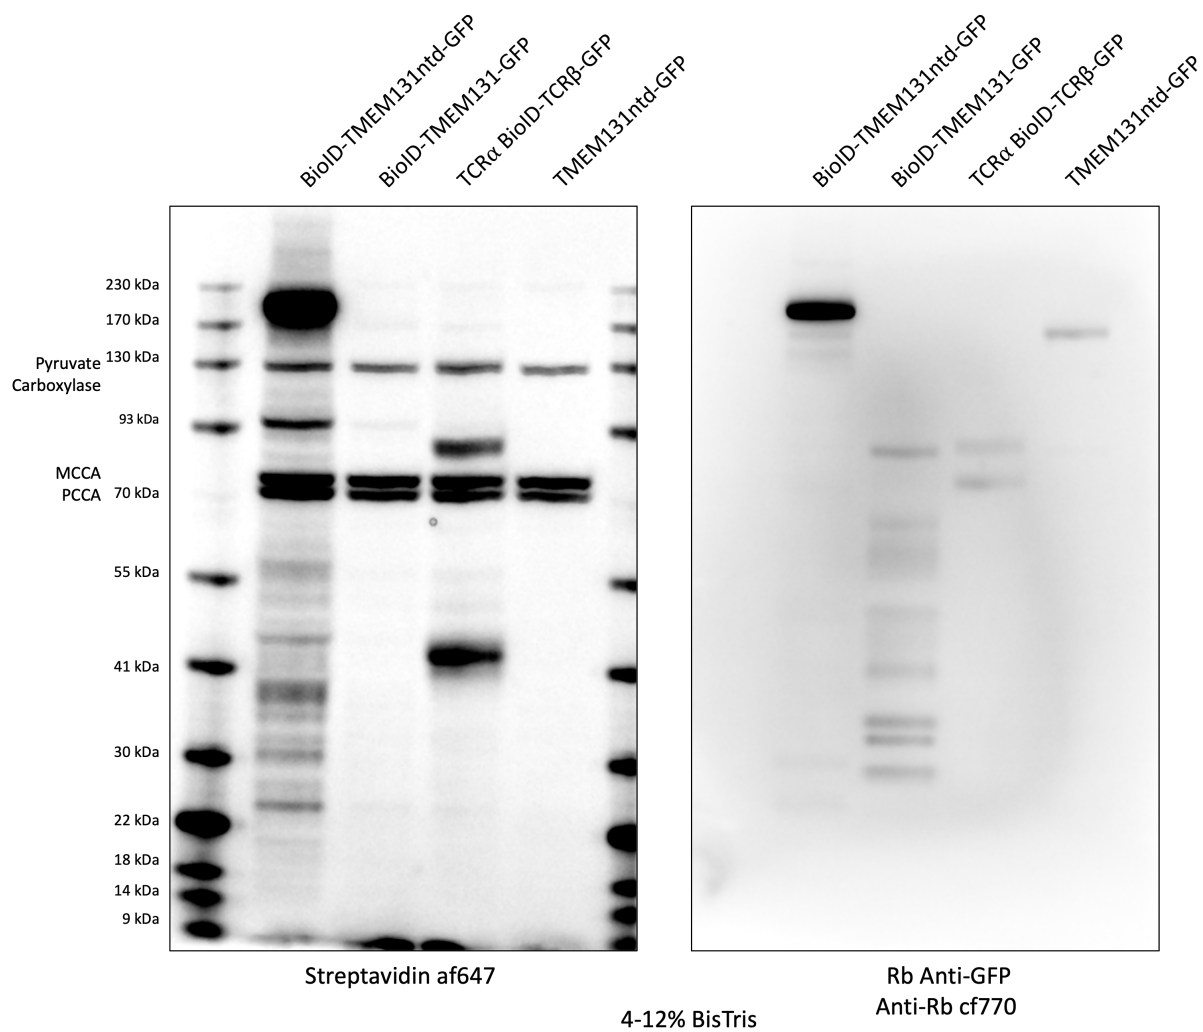 BioID-TMEM131ntd-GFP
BioID-TMEM131-GFP
TCRα BioID-TCRβ-GFP
TMEM131ntd-GFP
BioID-TMEM131ntd-GFP
BioID-TMEM131-GFP
TCRα BioID-TCRβ-GFP
TMEM131ntd-GFP
230 kDa
170 kDa
130 kDa
Pyruvate
Carboxylase
93 kDa
MCCA
PCCA
70 kDa
55 kDa
41 kDa
30 kDa
22 kDa
18 kDa
14 kDa
9 kDa
Streptavidin af647
Rb Anti-GFP
Anti-Rb cf770
4-12% BisTris